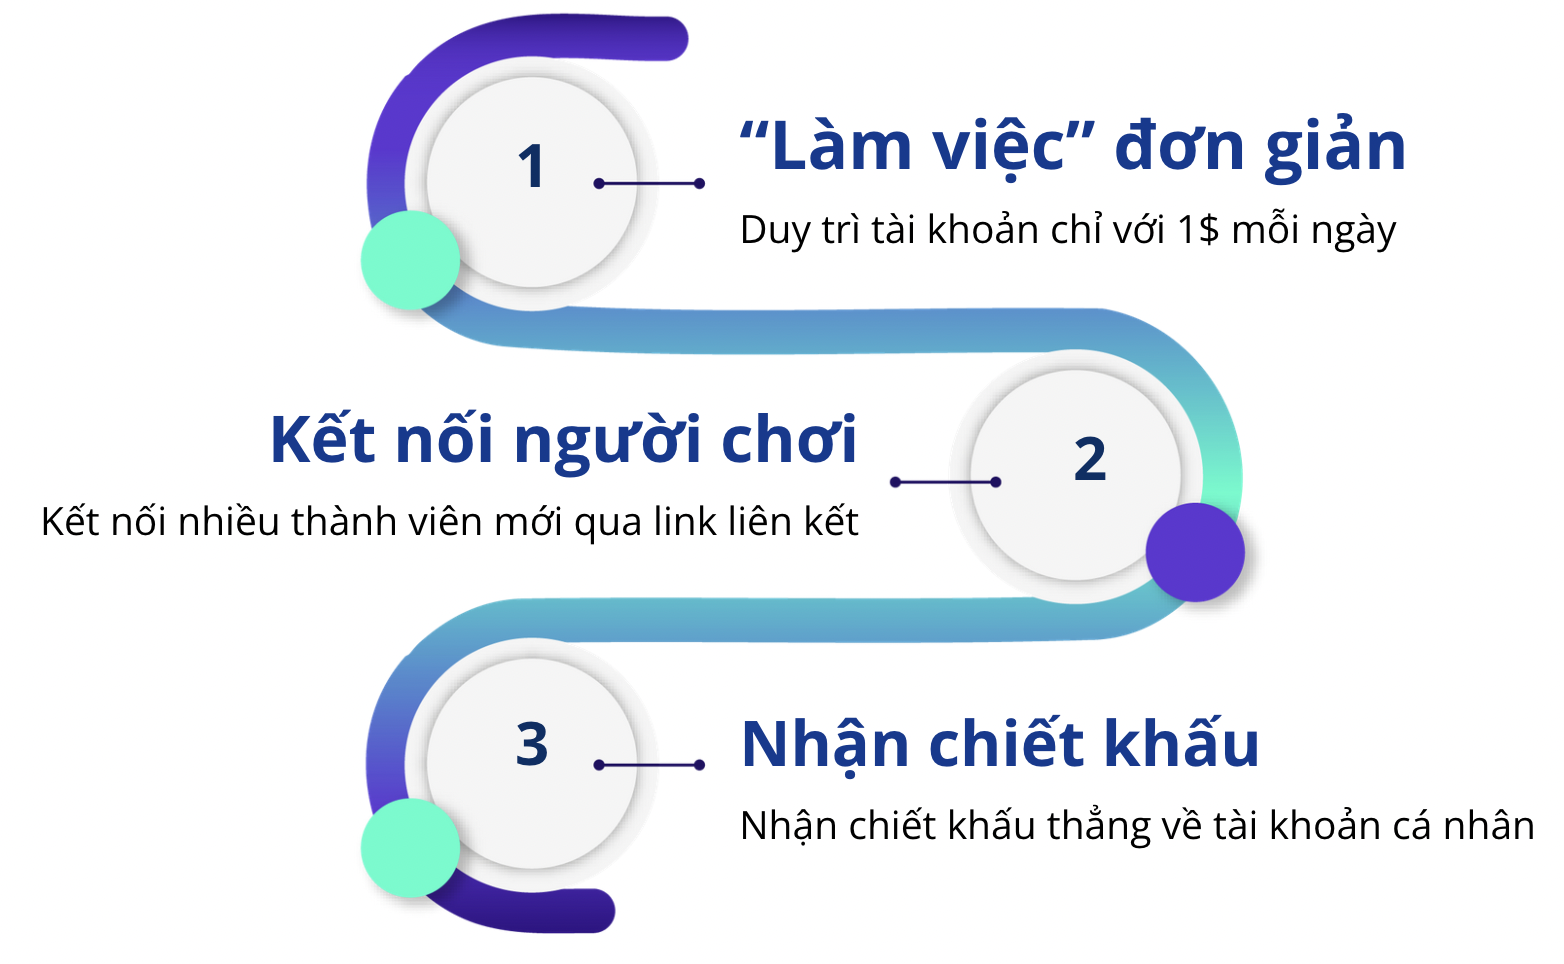 1
“Làm việc” đơn giản
Duy trì tài khoản chỉ với 1$ mỗi ngày
Kết nối người chơi
2
Kết nối nhiều thành viên mới qua link liên kết
3
Nhận chiết khấu
Nhận chiết khấu thẳng về tài khoản cá nhân